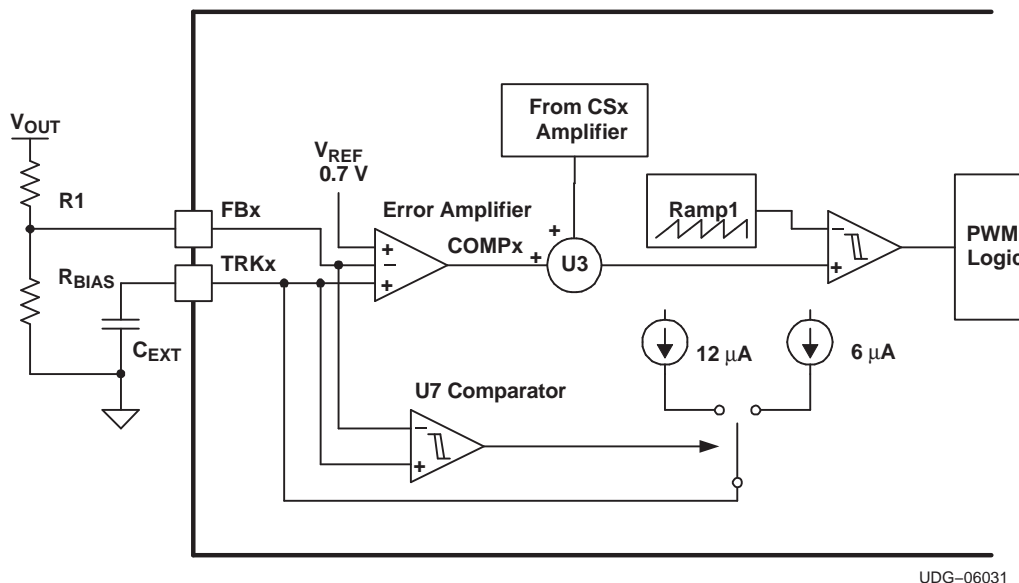 From CSx
Amplifier
VOUT
VREF
0.7 V
R1
FBx
Error Amplifier
Ramp1
COMPx
+
+
−
+
+
U3
−
+
PWM
Logic
TRKx
RBIAS
CEXT
12 μA
6 μA
U7 Comparator
−
+
UDG−06031